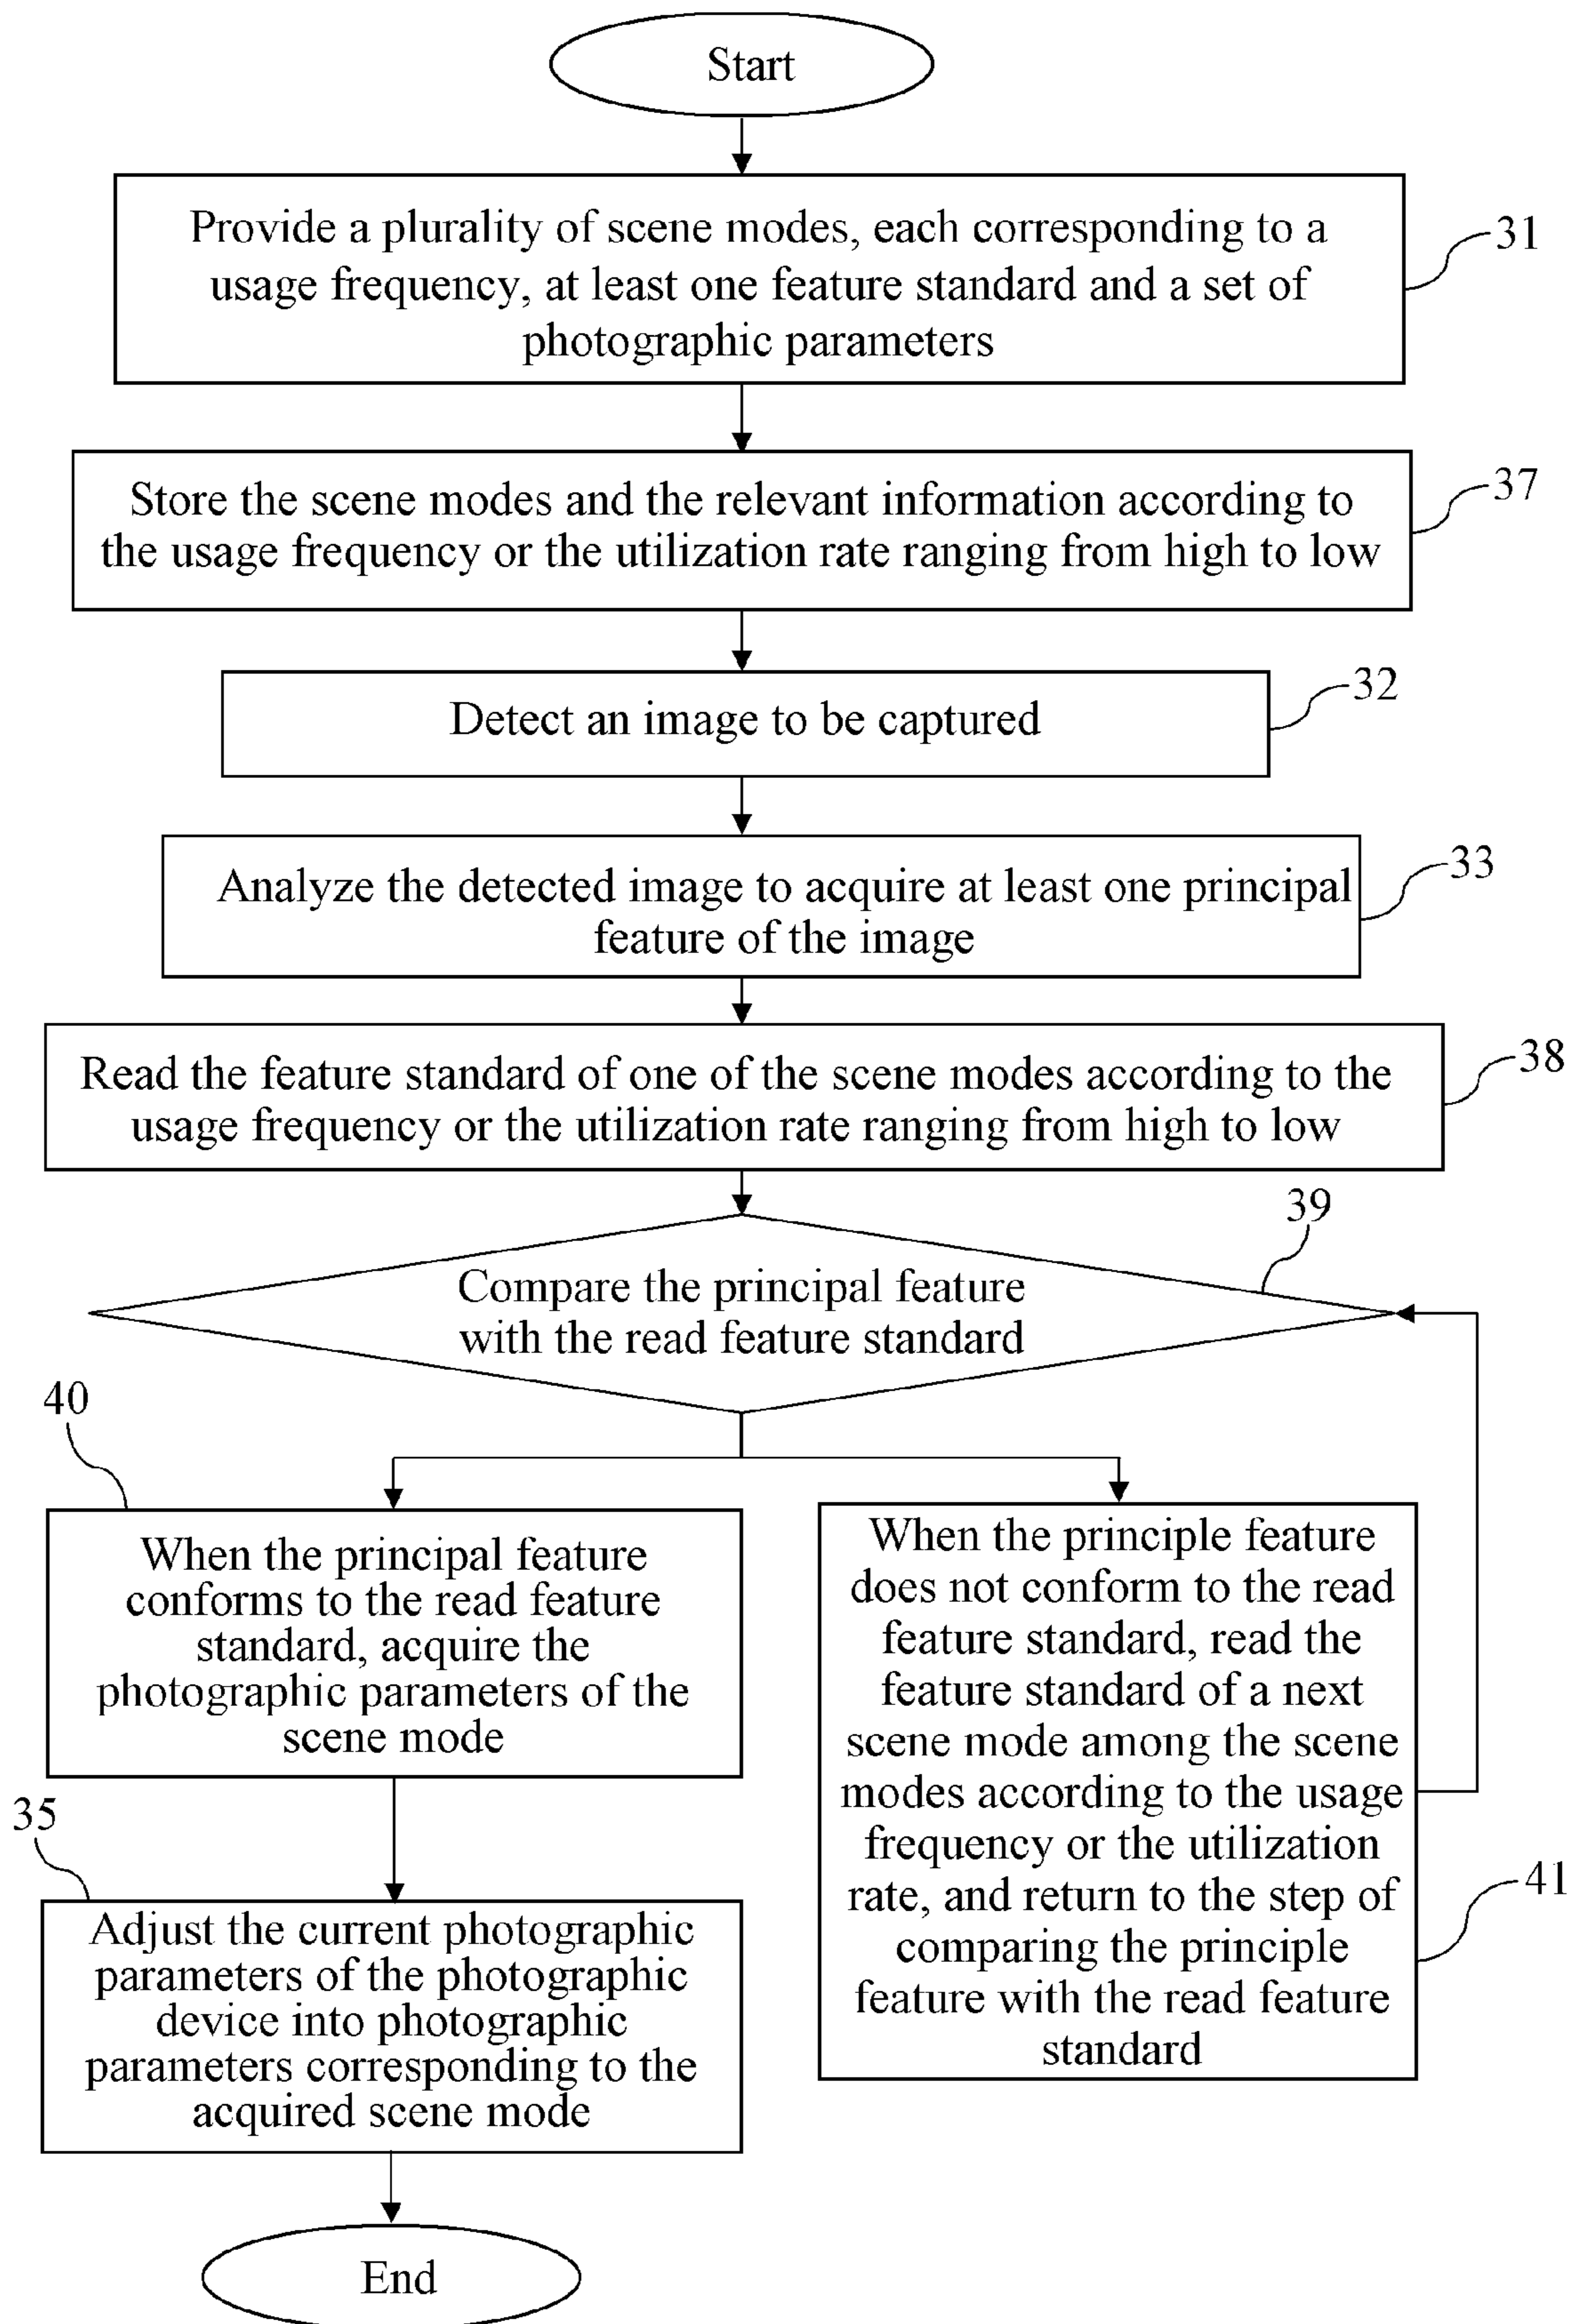 Start
Provide a plurality of scene modes, each corresponding to a
usage frequency, at least one feature standard and a set of
photographic parameters
31
Store the scene modes and the relevant information according to
the usage frequency or the utilization rate ranging from high to low
37
Detect an image to be captured
32
Analyze the detected image to acquire at least one principal
feature of the image
33
Read the feature standard of one of the scene modes according to the
usage frequency or the utilization rate ranging from high to low
38
39
Compare the principal feature
with the read feature standard
40
When the principal feature
conforms to the read feature
standard, acquire the
photographic parameters of the
scene mode
When the principle feature
does not conform to the read
feature standard, read the
feature standard of a next
scene mode among the scene
modes according to the usage
frequency or the utilization
rate, and return to the step of
comparing the principle
feature with the read feature
standard
41
35
Adjust the current photographic
parameters of the photographic
device into photographic
parameters corresponding to the
acquired scene mode
End